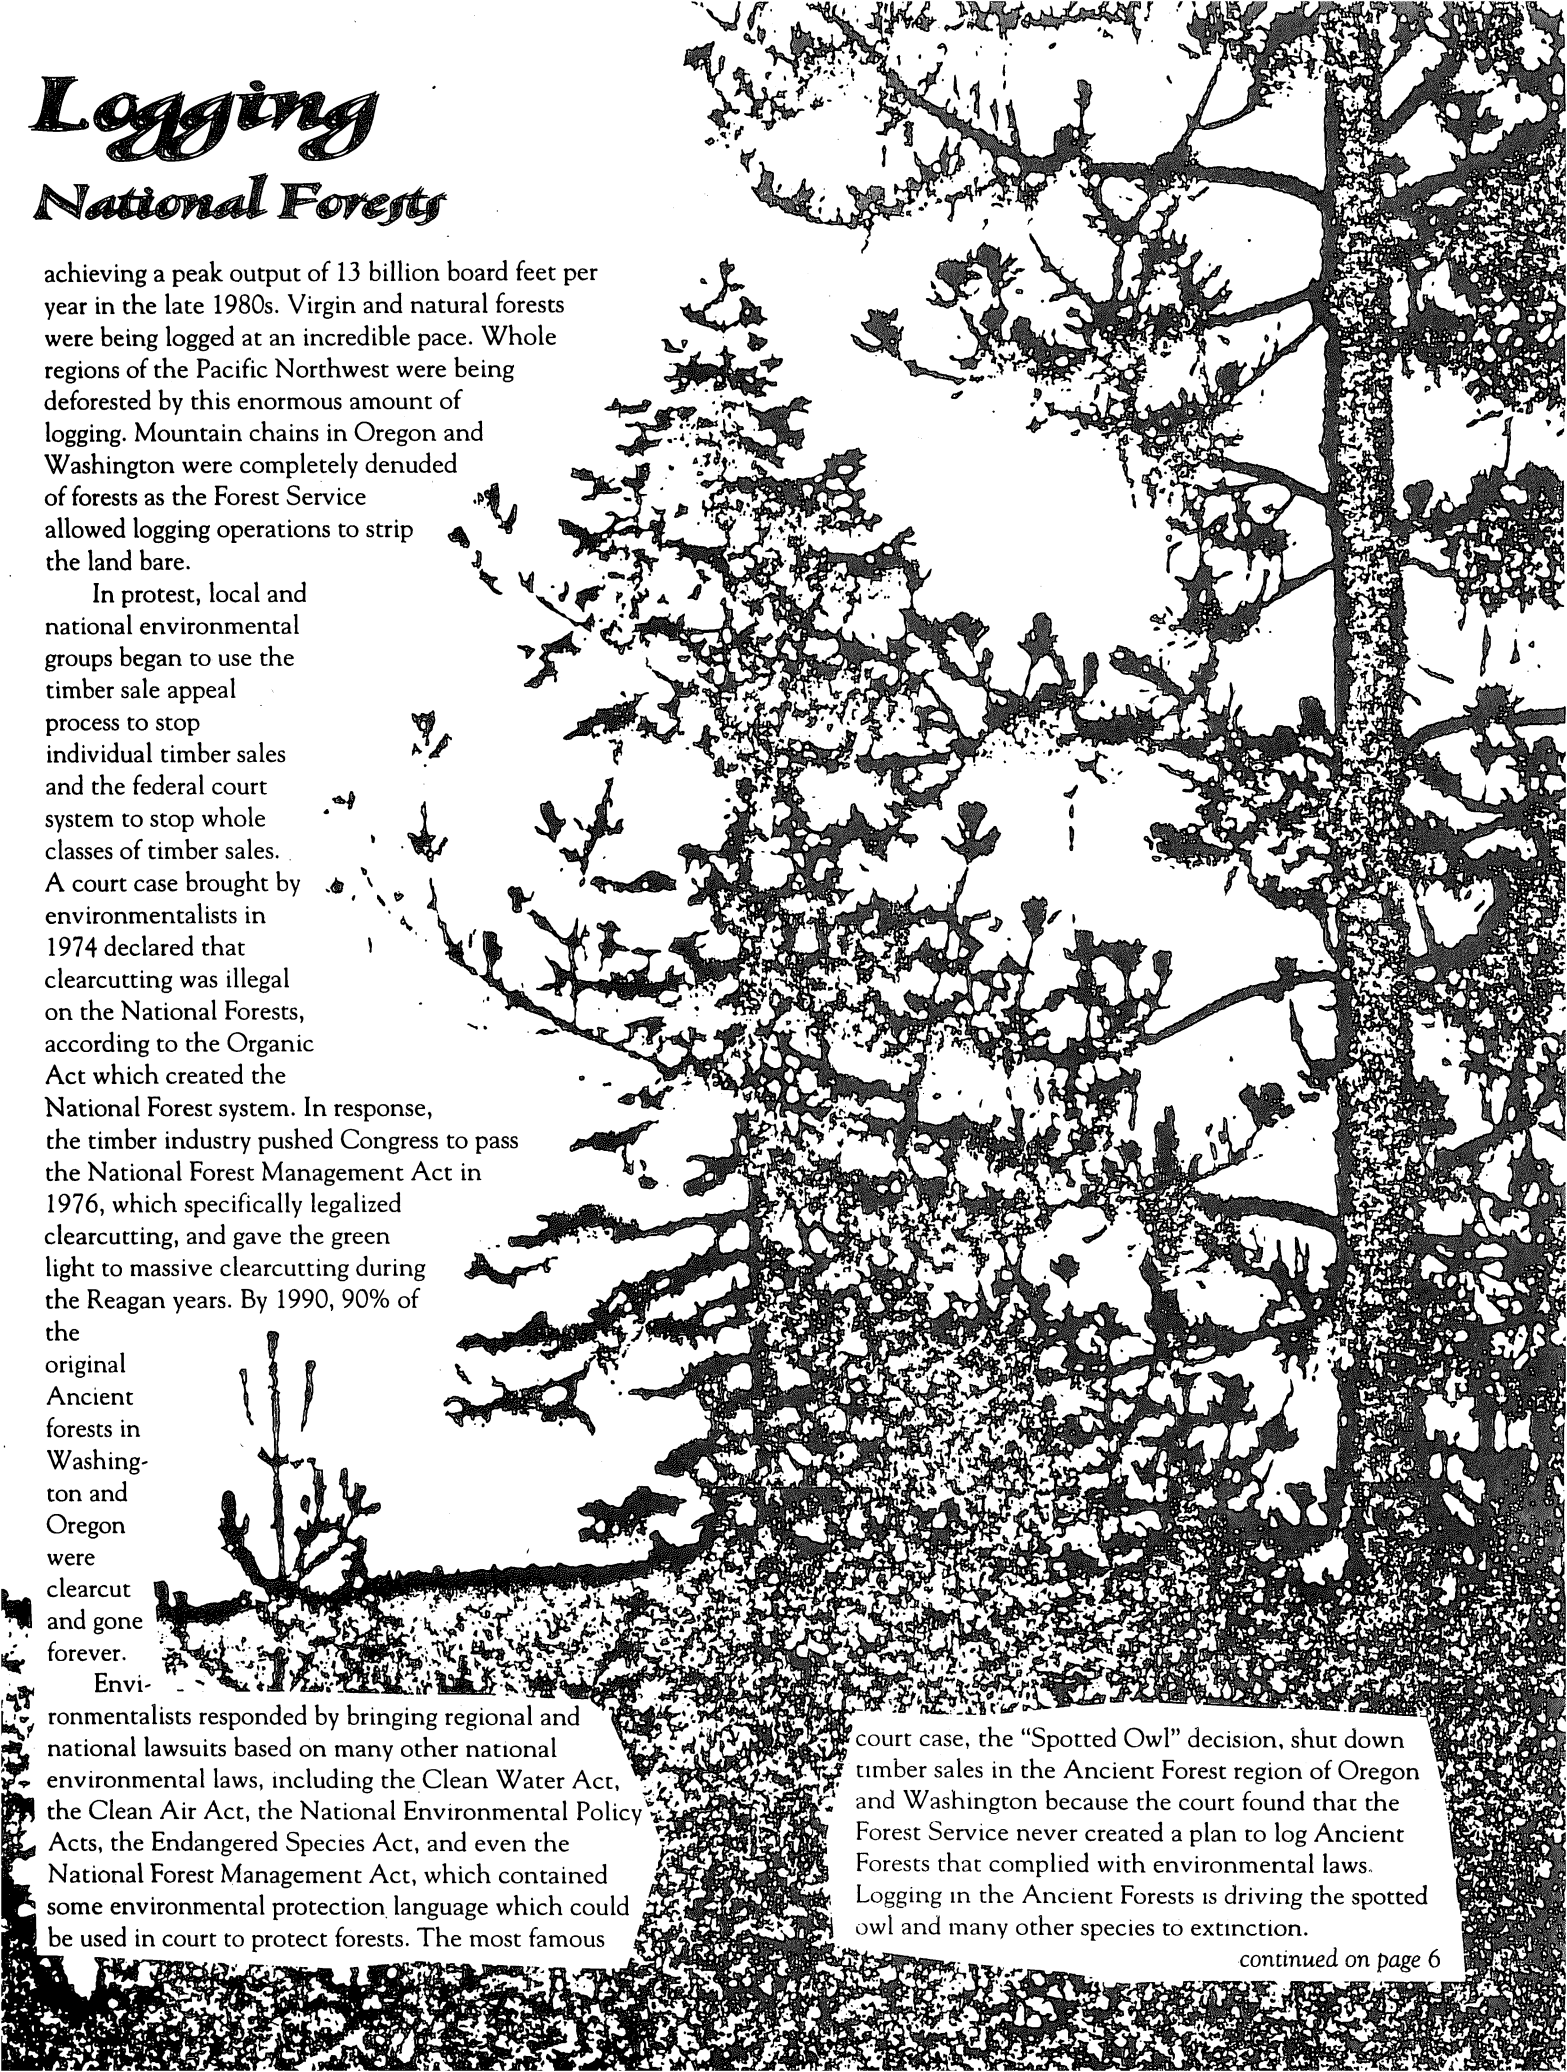 Logging
National Forests
achieving a peak output of 13 billion board feet per
year in the late 1980s. Virgin and natural forests
were being logged at an incredible pace. Whole
regions of the Pacific Northwest were being
deforested by this enormous amount of
logging. Mountain chains in Oregon and
Washington were completely denuded
of forests as the Forest Service
allowed logging operations to strip
the land bare.
In protest, local and
national environmental
groups began to use the
timber sale appeal
process to stop
individual timber sales
and the federal court
system to stop whole
classes of timber sales.
A court case brought by
environmentalists in
1974 declared that
clearcutting was illegal
on the National Forests,
according to the Organic
Act which created the
National Forest system. In response,
the timber industry pushed Congress to pass
the National Forest Management Act in
1976, which specifically legalized
clearcutting, and gave the green
light to massive clearcutting during
the Reagan years. By 1990, 90% of
the
original
Ancient
forests in
Washing-
ton and
Oregon
were
clearcut
and gone
forever.
Envi-
ronmentalists responded by bringing regional and
national lawsuits based on many other national
environmental laws, including the Clean Water Act,
the Clean Air Act, the National Environmental Policy
Acts, the Endangered Species Act, and even the
National Forest Management Act, which contained
some environmental protection language which could
be used in court to protect forests. The most famous
court case, the “Spotted Owl” decision, shut down
timber sales in the Ancient Forest region of Oregon
and Washington because the court found that the
Forest Service never created a plan to log Ancient
Forests that complied with environmental laws.
Logging in the Ancient Forests is driving the spotted
owl and many other species to extinction.
continued on page 6